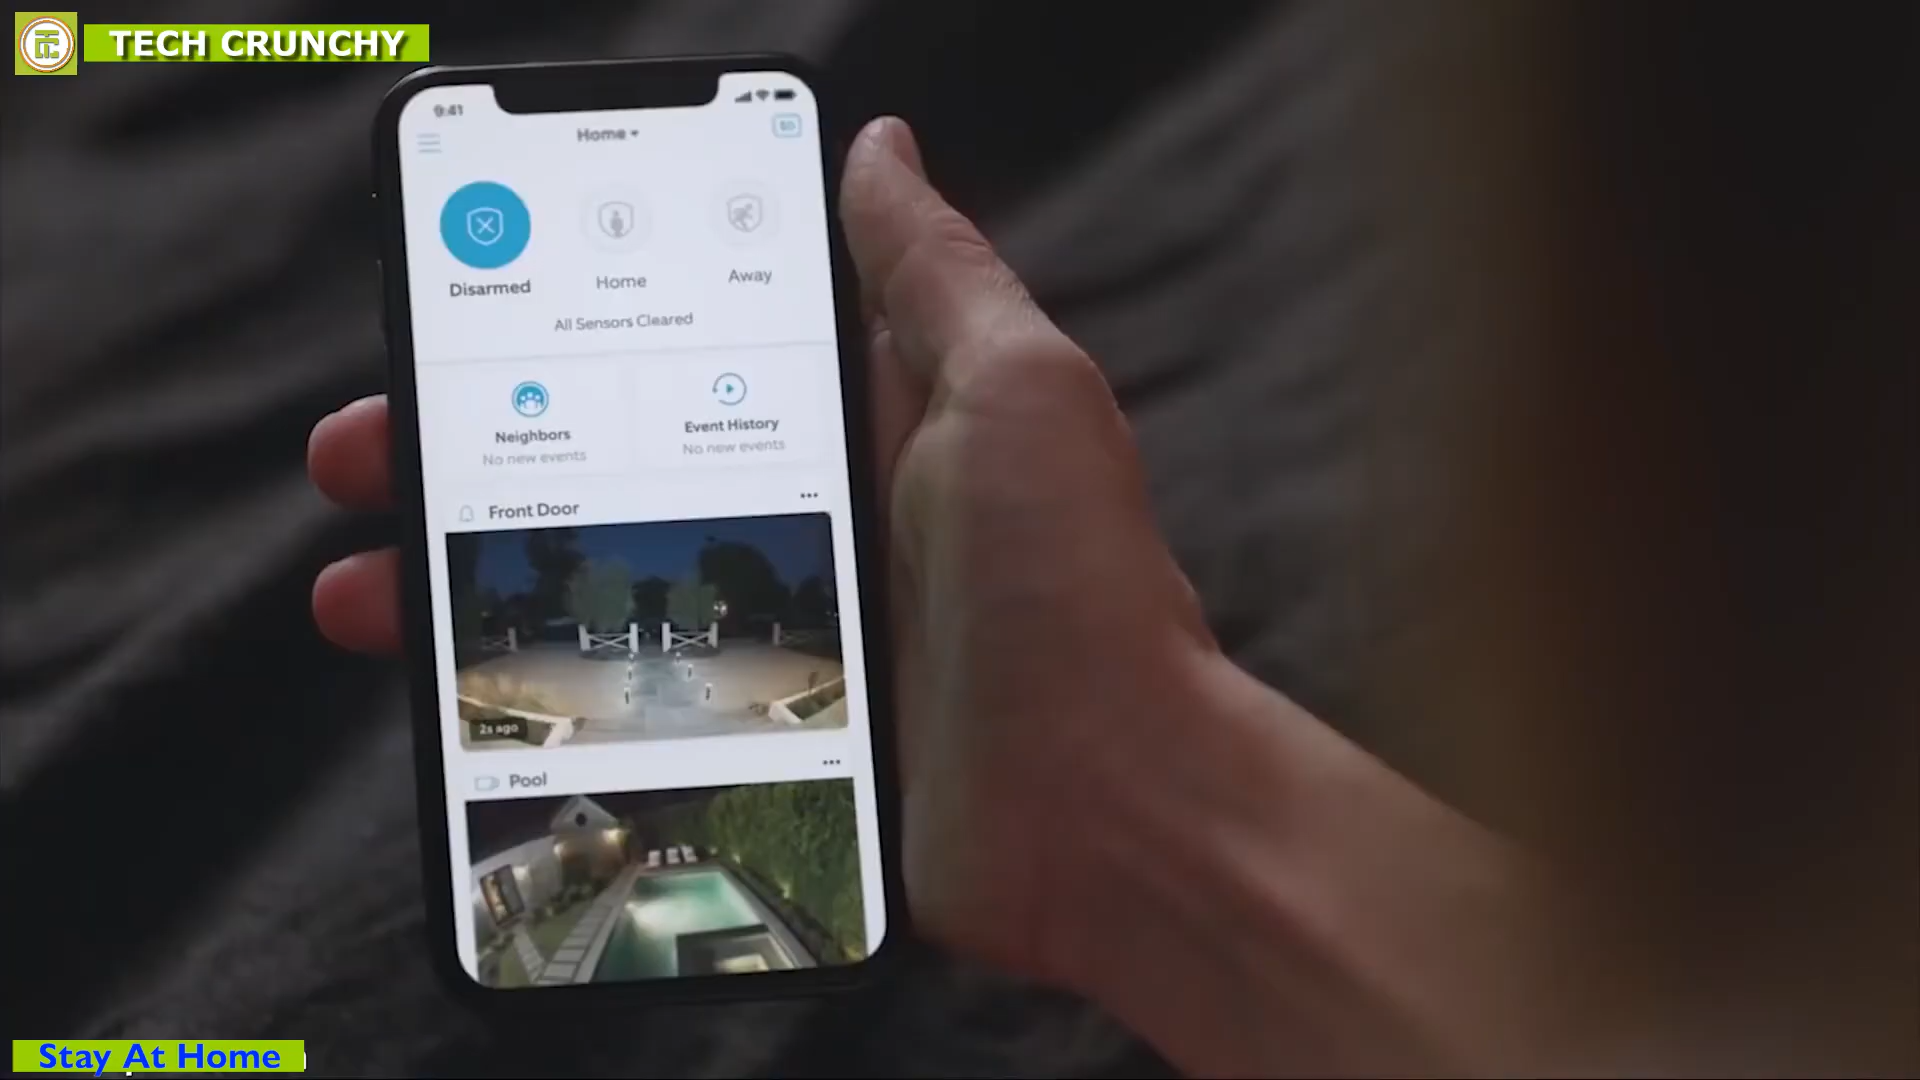 TECH CRUNCHY
9:41
Home
Disarmed
Home
Away
All Sensors Cleared
Neighbors
No new events
Event History
No new events
Front Door
2s ago
Pool
Stay At Home